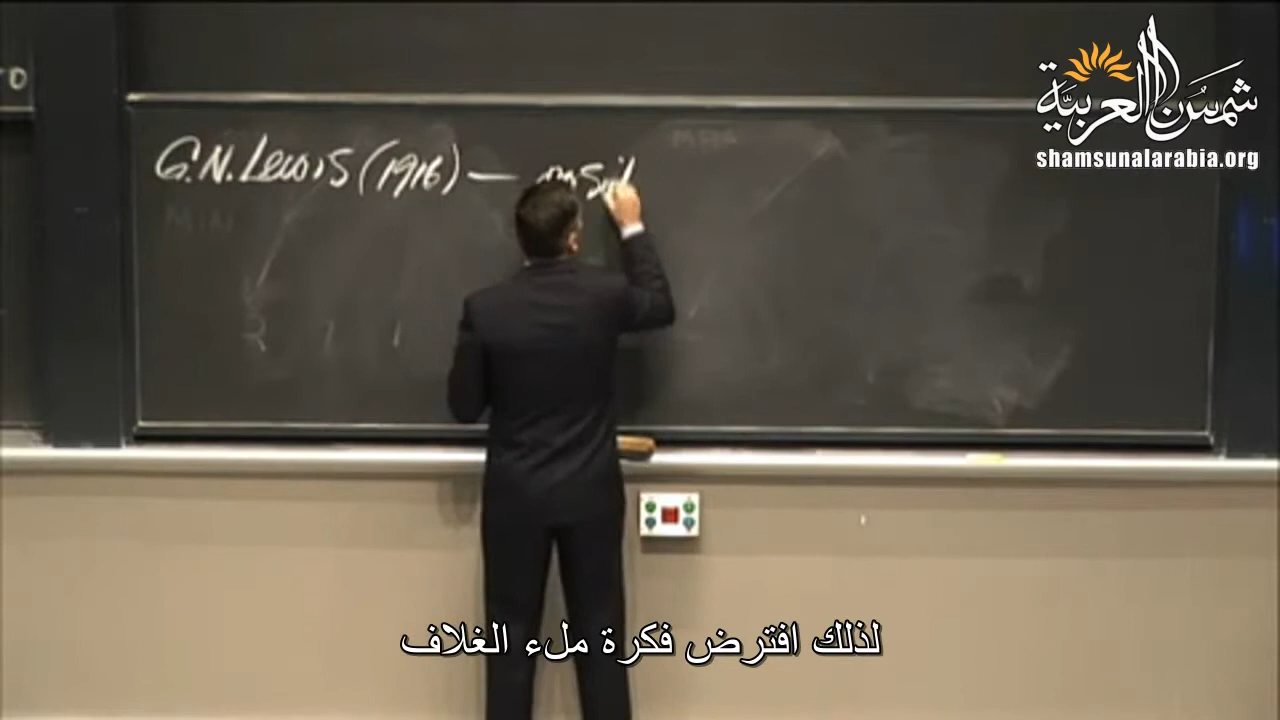 شمس العربية
shamsunalarabia.org
G.N. Lewis (1916) —
لذلك افترض فكرة ملء الغلاف